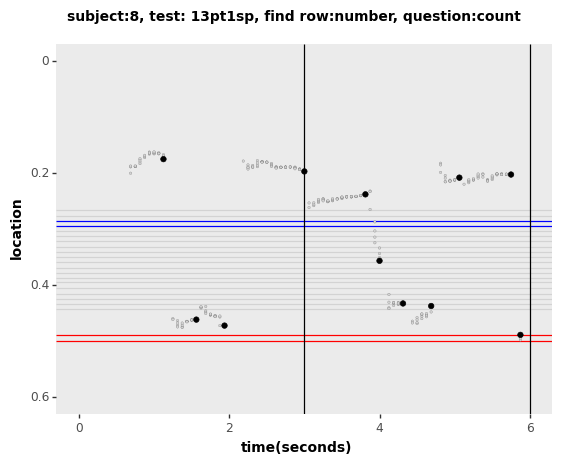 subject:8, test: 13pt1sp, find row:number, question:count
0
0.2
0.4
0.6
location
0 2 4 6
time(seconds)